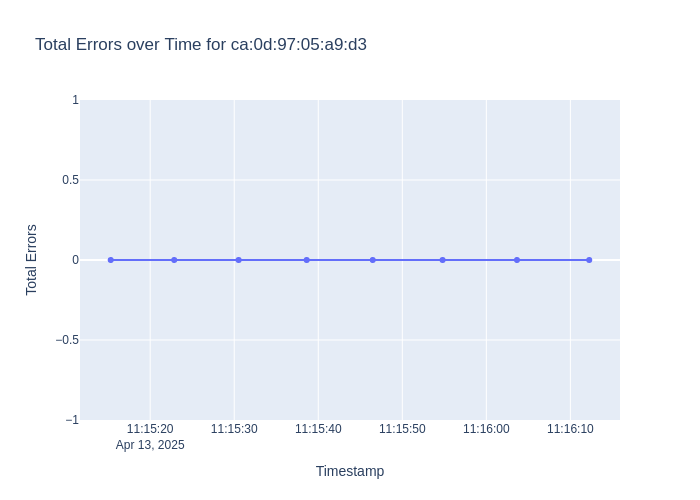 Total Errors over Time for ca:0d:97:05:a9:d3
1
0.5
0
−0.5
−1
Total Errors
11:15:20 11:15:30 11:15:40 11:15:50 11:16:00 11:16:10
Apr 13, 2025
Timestamp